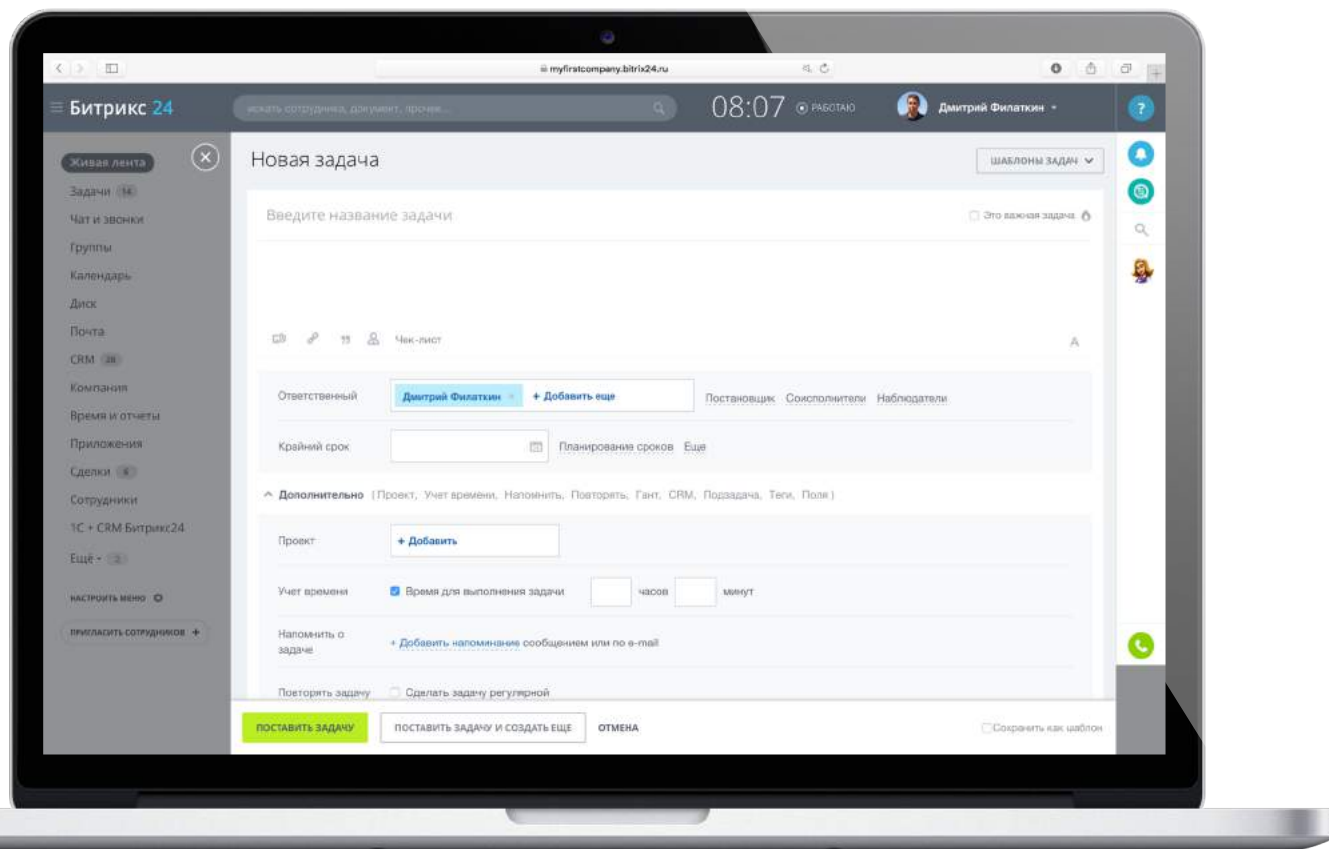 myfirstcompany.bitrix24.ru
Битрикс 24
искать сотрудника, документ, прочее...
08:07 РАБОТАЮ
Дмитрий Филаткин
?
Живая лента
Задачи 14
Чат и звонки
Группы
Календарь
Диск
Почта
CRM
Компания
Время и отчеты
Приложения
Сделки
Сотрудники
1С + CRM Битрикс24
Ещё
НАСТРОИТЬ МЕНЮ
ПРИГЛАСИТЬ СОТРУДНИКОВ +
Новая задача
ШАБЛОНЫ ЗАДАЧ
Введите название задачи
Это важная задача
Чек-лист
A
Ответственный
Дмитрий Филаткин × + Добавить еще
Постановщик Соисполнители Наблюдатели
Крайний срок
Планирование сроков Еще
Дополнительно (Проект, Учет времени, Напомнить, Повторять, Гант, CRM, Подзадача, Теги, Поля)
Проект
+ Добавить
Учет времени
Время для выполнения задачи часов минут
Напомнить о
задаче
+ Добавить напоминание сообщением или по e-mail
Повторять задачу
Сделать задачу регулярной
ПОСТАВИТЬ ЗАДАЧУ
ПОСТАВИТЬ ЗАДАЧУ И СОЗДАТЬ ЕЩЕ
ОТМЕНА
Сохранить как шаблон